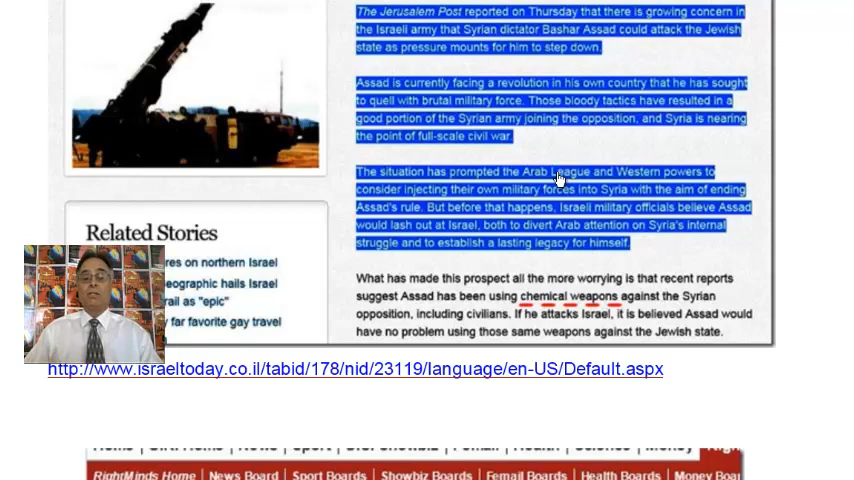 The Jerusalem Post reported on Thursday that there is growing concern in
the Israeli army that Syrian dictator Bashar Assad could attack the Jewish
state as pressure mounts for him to step down.
Assad is currently facing a revolution in his own country that he has sought
to quell with brutal military force. Those bloody tactics have resulted in a
good portion of the Syrian army joining the opposition, and Syria is nearing
the point of full-scale civil war.
The situation has prompted the Arab League and Western powers to
consider injecting their own military forces into Syria with the aim of ending
Assad's rule. But before that happens, Israeli military officials believe Assad
would lash out at Israel, both to divert Arab attention on Syria's internal
struggle and to establish a lasting legacy for himself.
What has made this prospect all the more worrying is that recent reports
suggest Assad has been using chemical weapons against the Syrian
opposition, including civilians. If he attacks Israel, it is believed Assad would
have no problem using those same weapons against the Jewish state.
Related Stories
res on northern Israel
eographic hails Israel
rail as "epic"
far favorite gay travel
http://www.israeltoday.co.il/tabid/178/nid/23119/language/en-US/Default.aspx
RightMinds Home | News Board | Sport Boards | Showbiz Boards | Femail Boards | Health Boards | Money Boar